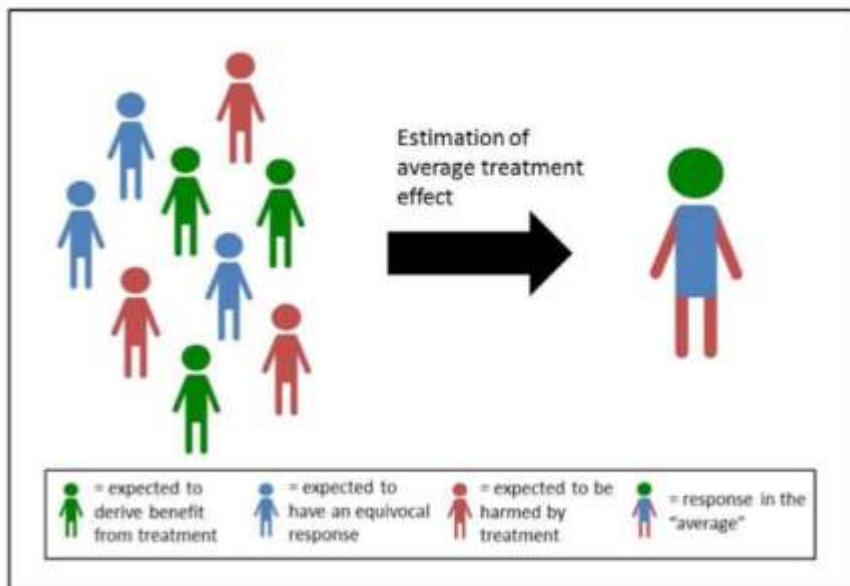 Estimation of
average treatment
effect
= expected to
derive benefit
from treatment
= expected to
have an equivocal
response
= expected to be
harmed by
treatment
= response in the
"average"